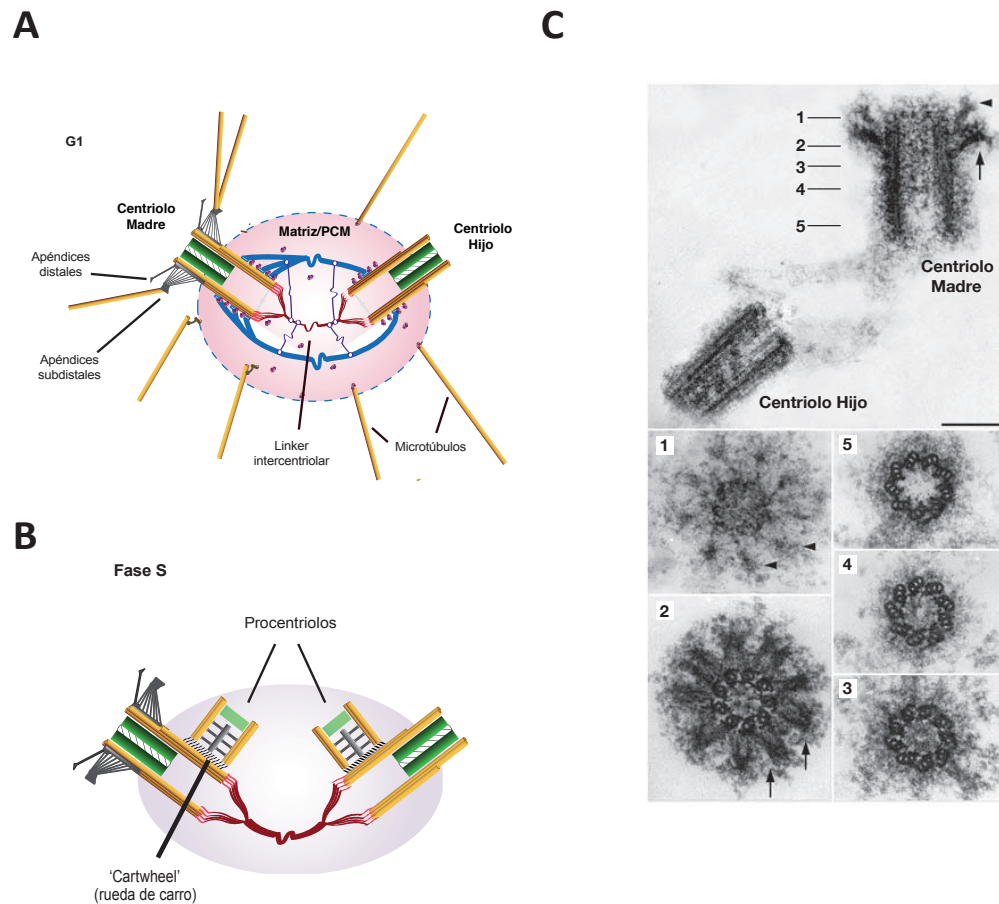 A
G1
Centriolo
Madre
Matriz/PCM
Centriolo
Hijo
Apéndices
distales
Apéndices
subdistales
Linker
intercentriolar
Microtúbulos
B
Fase S
Procentriolos
'Cartwheel'
(rueda de carro)
C
1
2
3
4
5
Centriolo
Madre
Centriolo Hijo
1
5
4
2
3